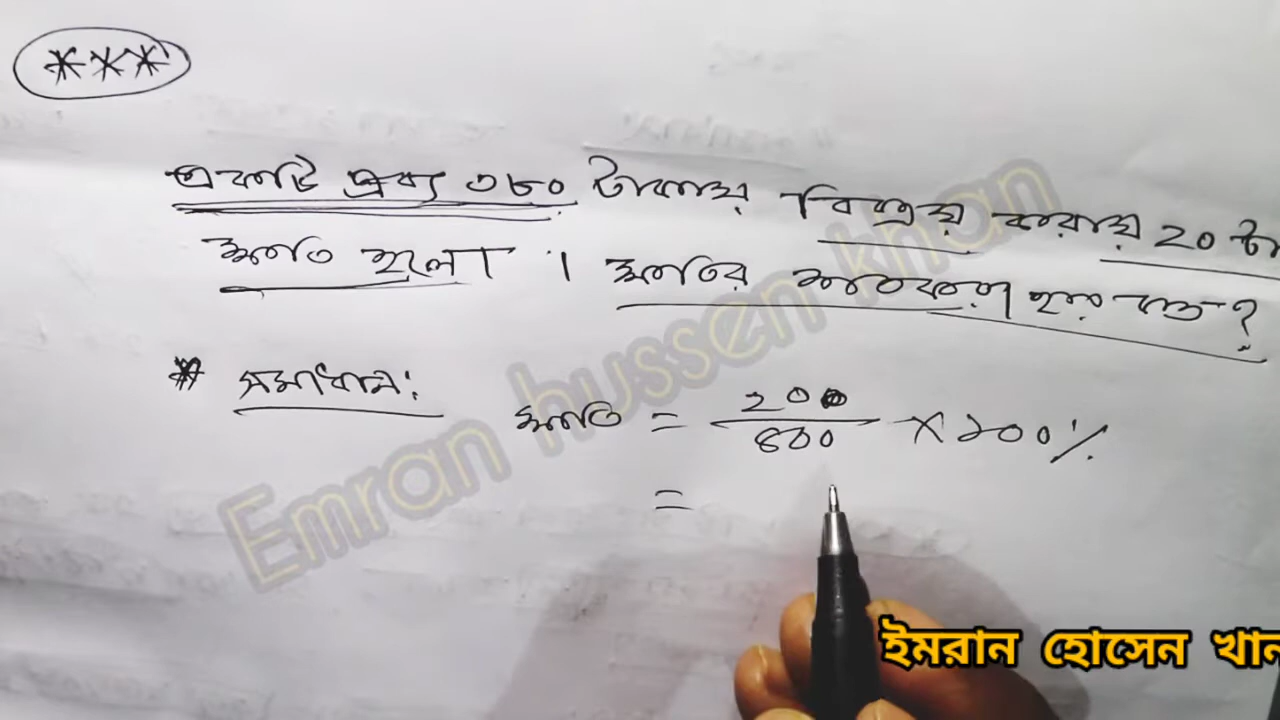 ***
একটি দ্রব্য ৩৮০ টাকায় বিক্রয় করায় ২০ টা
ক্ষতি হলো । ক্ষতির শতকরা হার কত ?
* সমাধান:
ক্ষতি = ২০ / ৪০০ × ১০০%
=
Emran hussen khan
ইমরান হোসেন খান